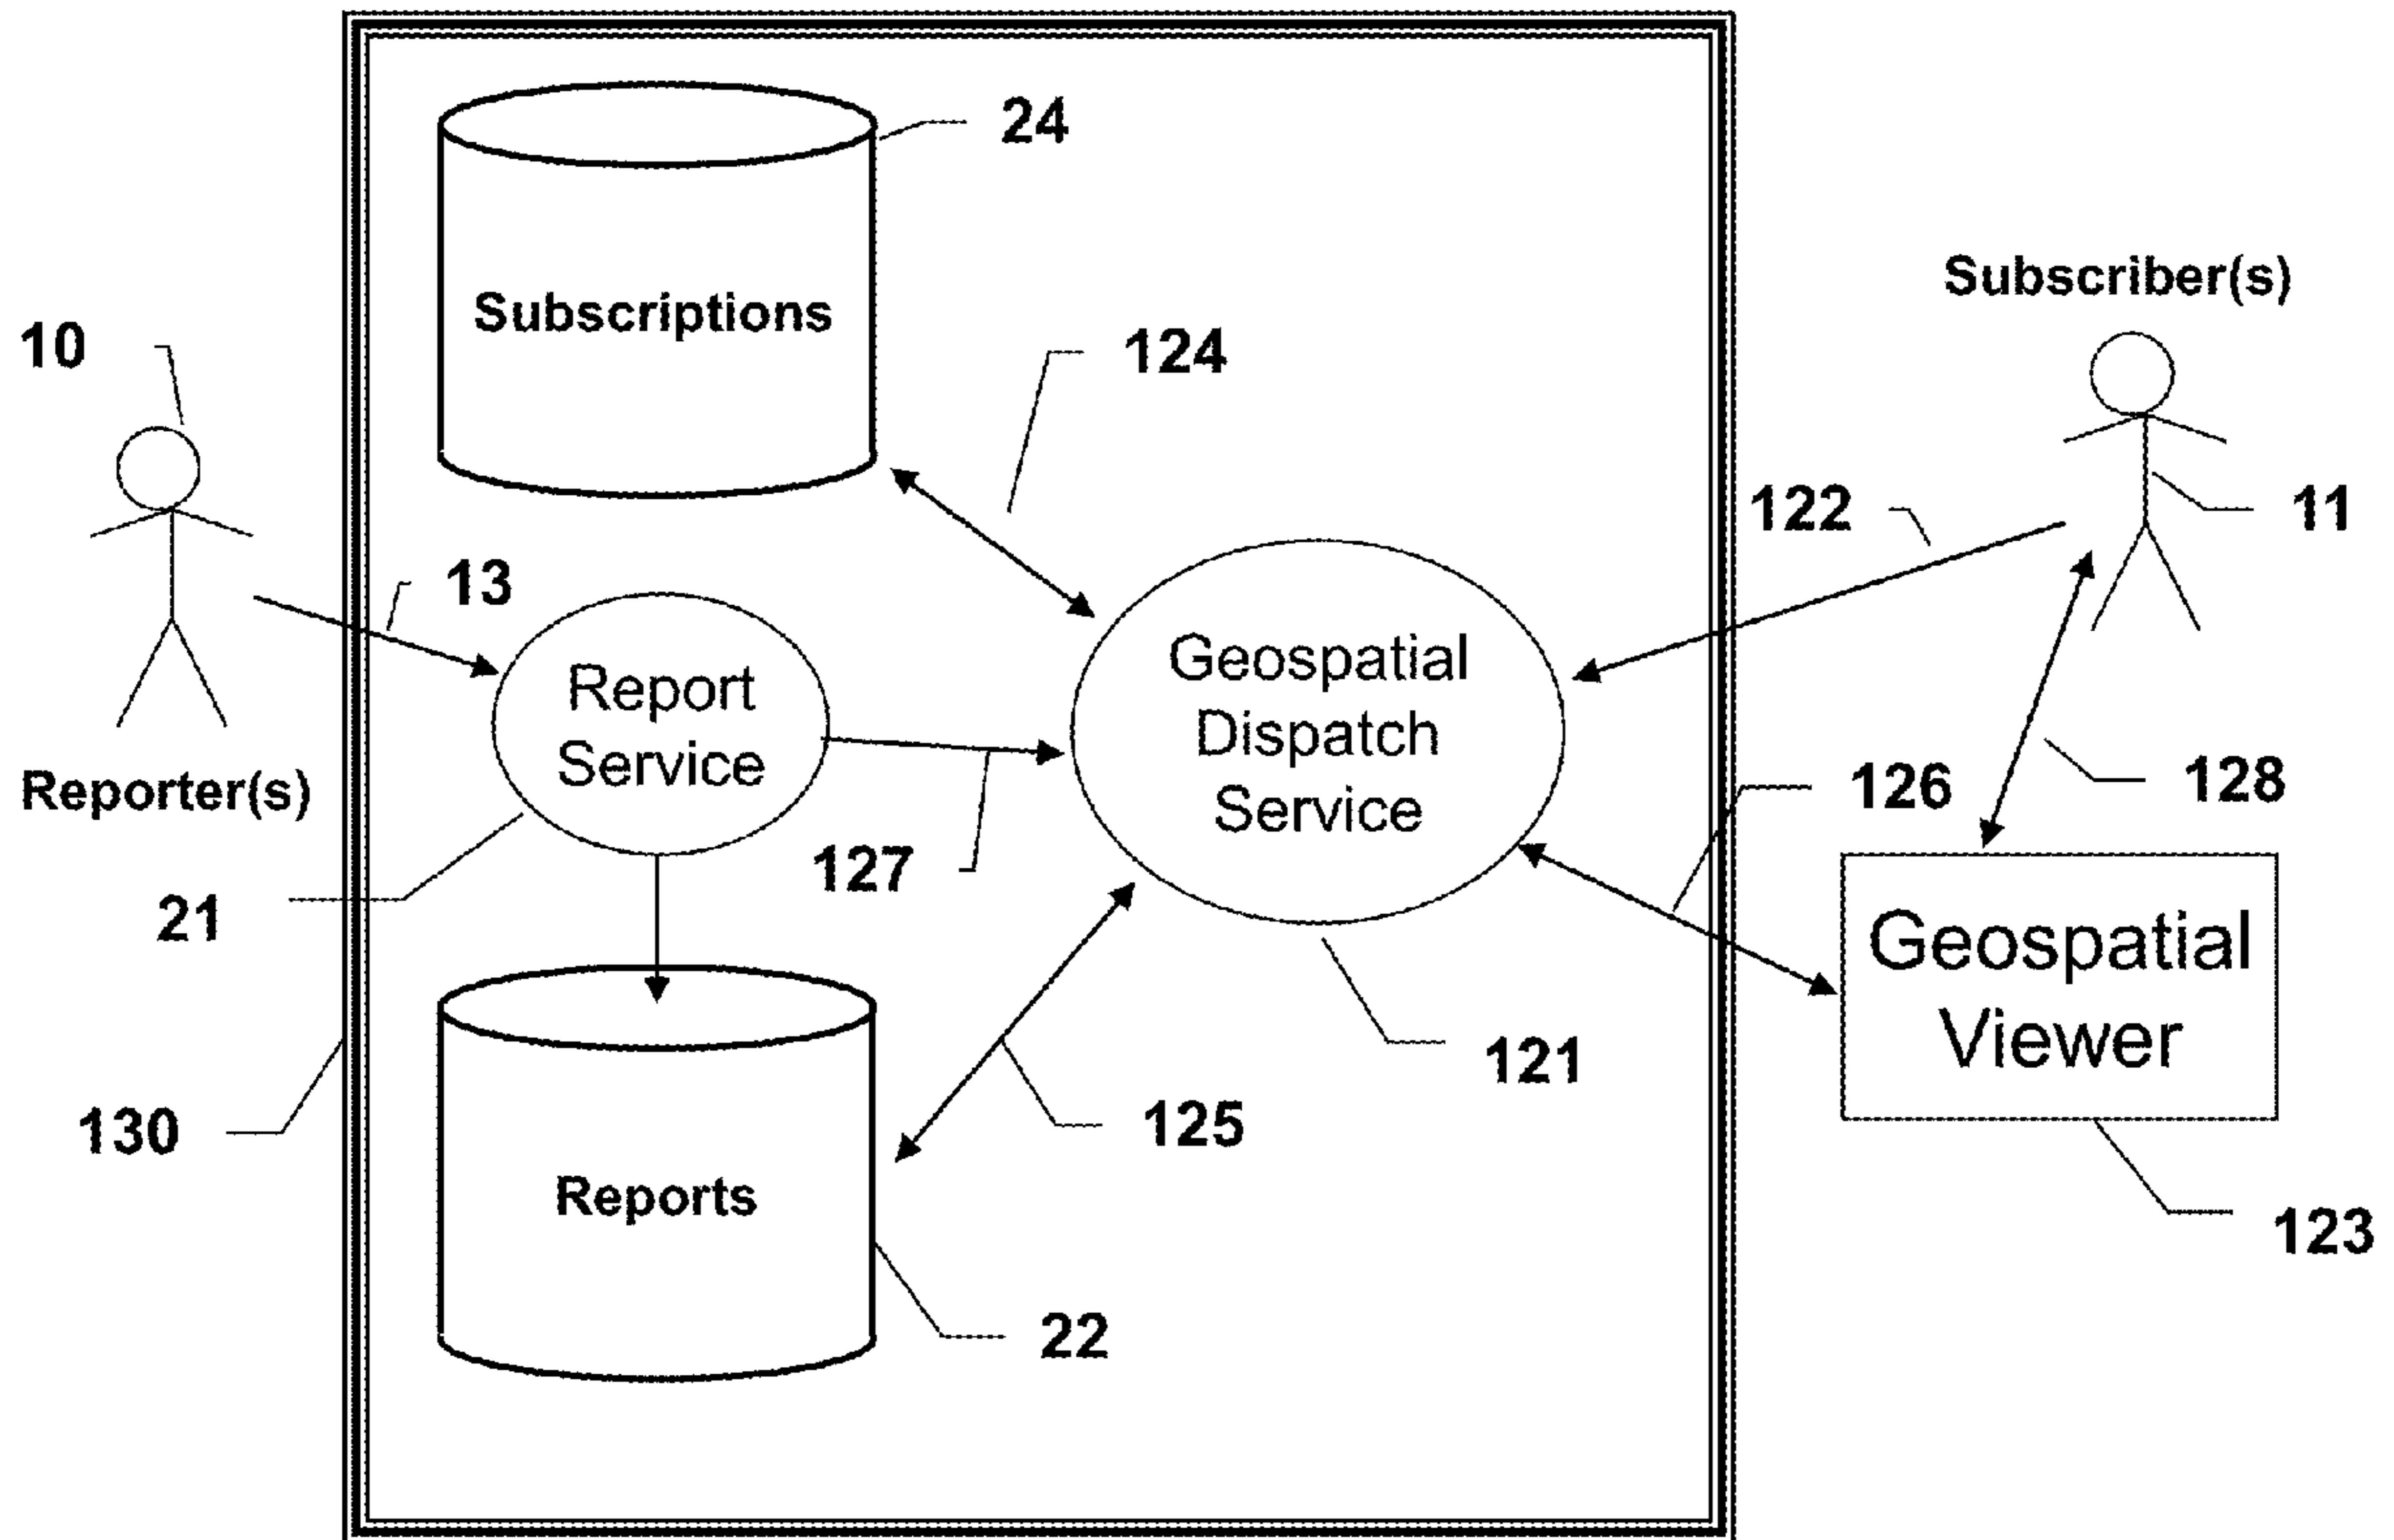 24
Subscriptions
Subscriber(s)
10
124
122
11
13
Report
Service
Geospatial
Dispatch
Service
Reporter(s)
127
126
128
21
Geospatial
Viewer
121
130
125
Reports
123
22